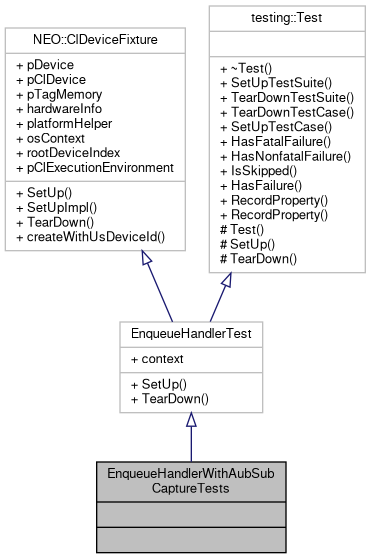 NEO::ClDeviceFixture
+ pDevice
+ pClDevice
+ pTagMemory
+ hardwareInfo
+ platformHelper
+ osContext
+ rootDeviceIndex
+ pClExecutionEnvironment
+ SetUp()
+ SetUpImpl()
+ TearDown()
+ createWithUsDeviceId()
testing::Test
+ ~Test()
+ SetUpTestSuite()
+ TearDownTestSuite()
+ TearDownTestCase()
+ SetUpTestCase()
+ HasFatalFailure()
+ HasNonfatalFailure()
+ IsSkipped()
+ HasFailure()
+ RecordProperty()
+ RecordProperty()
# Test()
# SetUp()
# TearDown()
EnqueueHandlerTest
+ context
+ SetUp()
+ TearDown()
EnqueueHandlerWithAubSub
CaptureTests